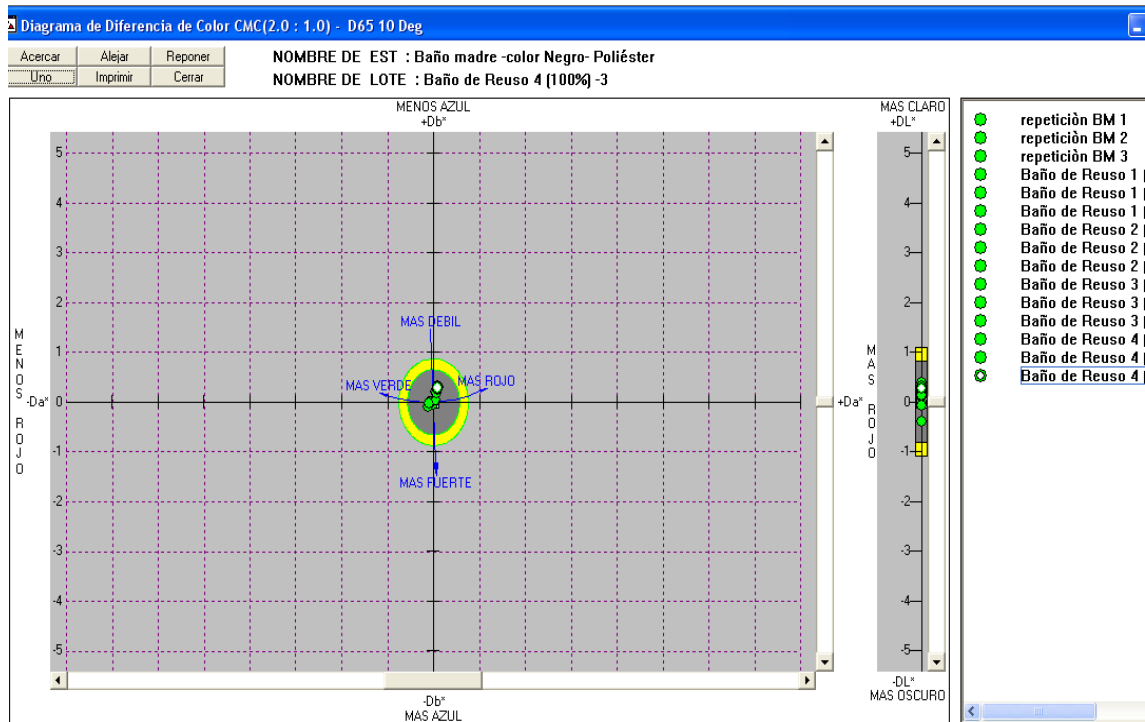 Diagrama de Diferencia de Color CMC(2.0 : 1.0) - D65 10 Deg
Acercar Alejar Reponer
Uno Imprimir Cerrar
NOMBRE DE EST : Baño madre -color Negro- Poliéster
NOMBRE DE LOTE : Baño de Reuso 4 (100%) -3
MENOS AZUL
+Db*
MAS CLARO
+DL*
5
4
3
2
1
0
-1
-2
-3
-4
-5
MENOS ROJO
-Da*
MAS DEBIL
MAS VERDE
MAS ROJO
MAS FUERTE
+Da*
MAS ROJO
5
4
3
2
1
0
-1
-2
-3
-4
-5
-Db*
MAS AZUL
-DL*
MAS OSCURO
repeticiòn BM 1
repeticiòn BM 2
repeticiòn BM 3
Baño de Reuso 1 (
Baño de Reuso 1 (
Baño de Reuso 1 (
Baño de Reuso 2 (
Baño de Reuso 2 (
Baño de Reuso 2 (
Baño de Reuso 3 (
Baño de Reuso 3 (
Baño de Reuso 3 (
Baño de Reuso 4 (
Baño de Reuso 4 (
Baño de Reuso 4 (